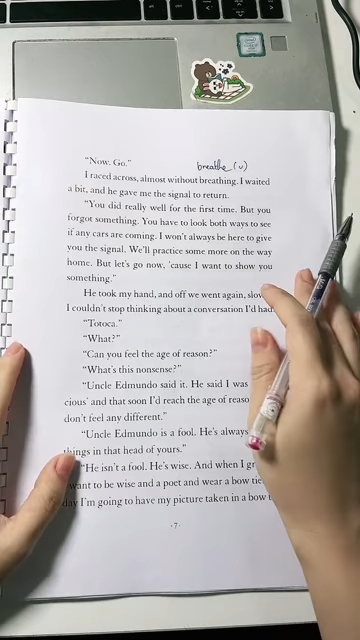 breathe (v)
"Now. Go."
I raced across, almost without breathing. I waited
a bit, and he gave me the signal to return.
"You did really well for the first time. But you
forgot something. You have to look both ways to see
if any cars are coming. I won't always be here to give
you the signal. We'll practice some more on the way
home. But let's go now, 'cause I want to show you
something."
He took my hand, and off we went again,
I couldn't stop thinking about a conversation I'd had
"Totoca."
"What?"
"Can you feel the age of reason?"
"What's this nonsense?"
"Uncle Edmundo said it. He said I was
cious' and that soon I'd reach the age of
don't feel any different."
"Uncle Edmundo is a fool. He's always
things in that head of yours."
"He isn't a fool. He's wise. And when I
want to be wise and a poet and wear a bow
day I'm going to have my picture taken in a bow
· 7 ·